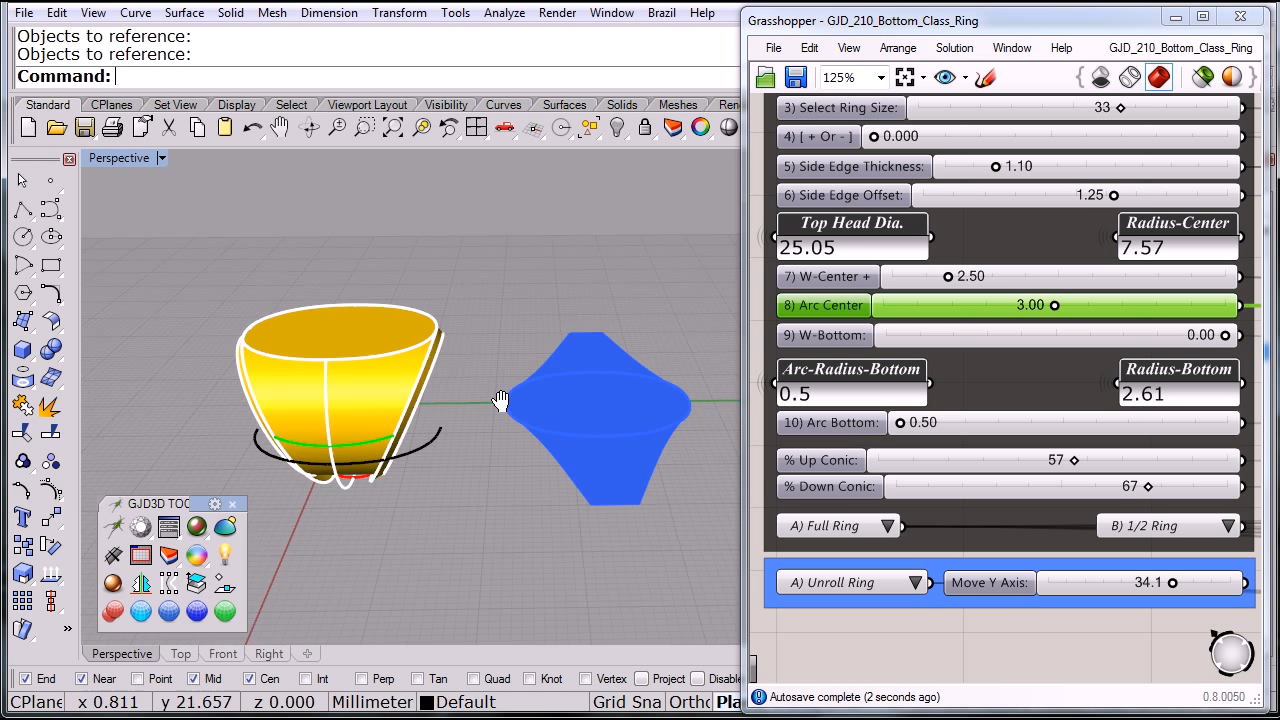 File Edit View Curve Surface Solid Mesh Dimension Transform Tools Analyze Render Window Brazil Help
Objects to reference:
Objects to reference:
Command:
Standard CPlanes Set View Display Select Viewport Layout Visibility Curves Surfaces Solids Meshes
Perspective
GJD3D TOO
Perspective Top Front Right
End Near Point Mid Cen Int Perp Tan Quad Knot Vertex Project Disable
CPlane x 0.811 y 21.657 z 0.000 Millimeter Default Grid Sna Ortho Pla
Grasshopper - GJD_210_Bottom_Class_Ring
File Edit View Arrange Solution Window Help GJD_210_Bottom_Class_Ring
125%
3) Select Ring Size: 33
4) [ + Or - ] 0.000
5) Side Edge Thickness: 1.10
6) Side Edge Offset: 1.25
Top Head Dia. Radius-Center
25.05 7.57
7) W-Center + 2.50
8) Arc Center 3.00
9) W-Bottom: 0.00
Arc-Radius-Bottom Radius-Bottom
0.5 2.61
10) Arc Bottom: 0.50
% Up Conic: 57
% Down Conic: 67
A) Full Ring B) 1/2 Ring
A) Unroll Ring Move Y Axis: 34.1
Autosave complete (2 seconds ago) 0.8.0050